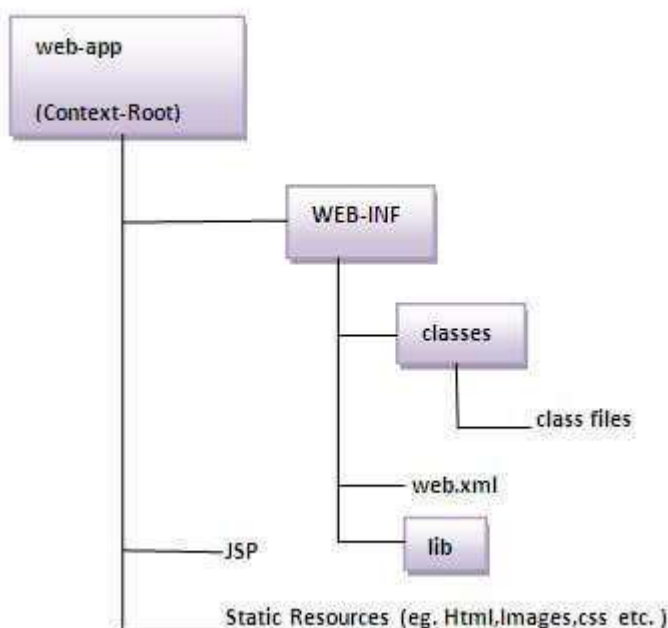 web-app
(Context-Root)
WEB-INF
classes
class files
web.xml
lib
JSP
Static Resources (eg. Html,Images,css etc. )